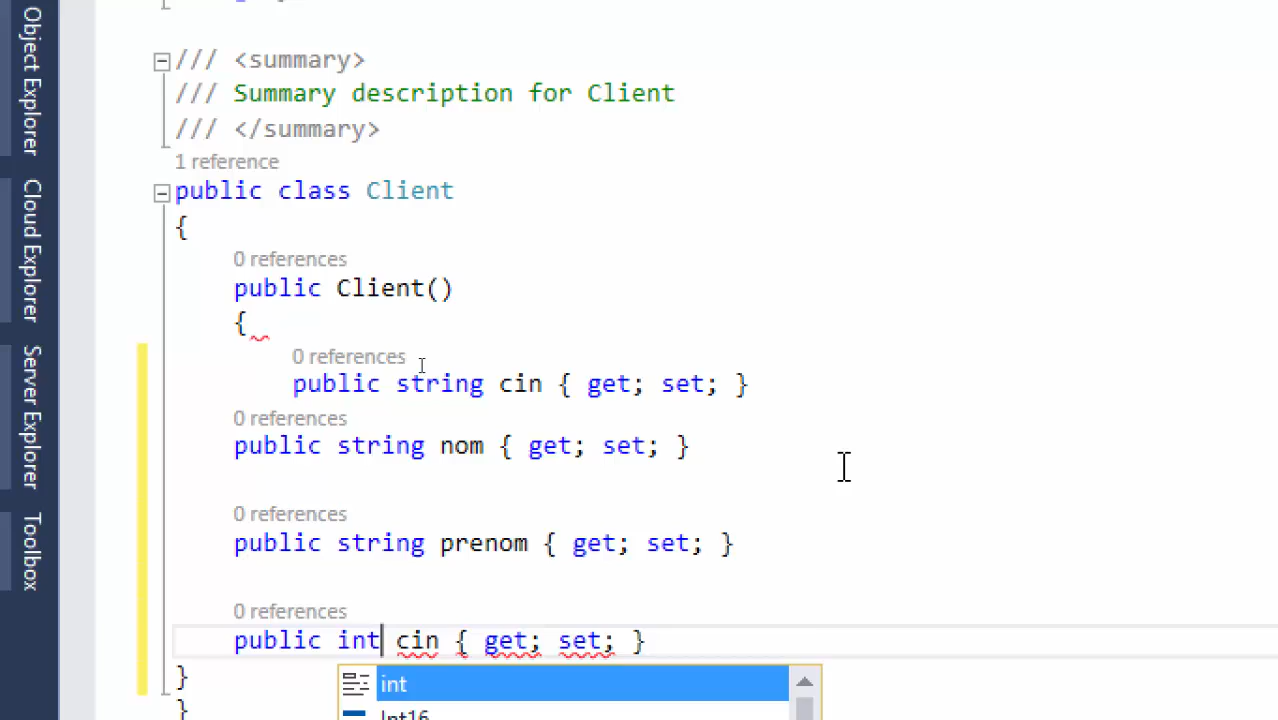 Object Explorer
Cloud Explorer
Server Explorer
Toolbox
/// <summary>
/// Summary description for Client
/// </summary>
1 reference
public class Client
{
0 references
public Client()
{
0 references
public string cin { get; set; }
0 references
public string nom { get; set; }
0 references
public string prenom { get; set; }
0 references
public int cin { get; set; }
}
int
Int16
}